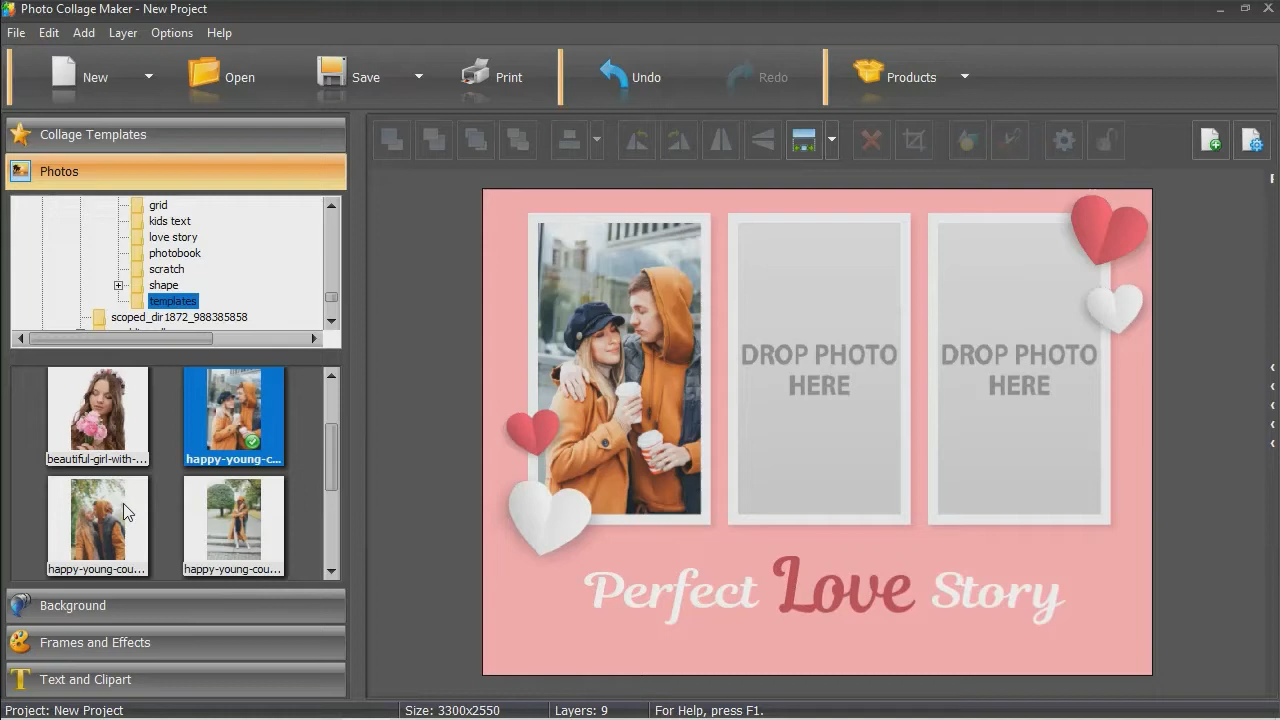 Photo Collage Maker - New Project
File Edit Add Layer Options Help
New Open Save Print Undo Redo Products
Collage Templates
Photos
grid
kids text
love story
photobook
scratch
shape
templates
scoped_dir1872_988385858
beautiful-girl-with-... happy-young-c...
happy-young-cou... happy-young-cou...
Background
Frames and Effects
Text and Clipart
DROP PHOTO
HERE
DROP PHOTO
HERE
Perfect Love Story
Project: New Project Size: 3300x2550 Layers: 9 For Help, press F1.